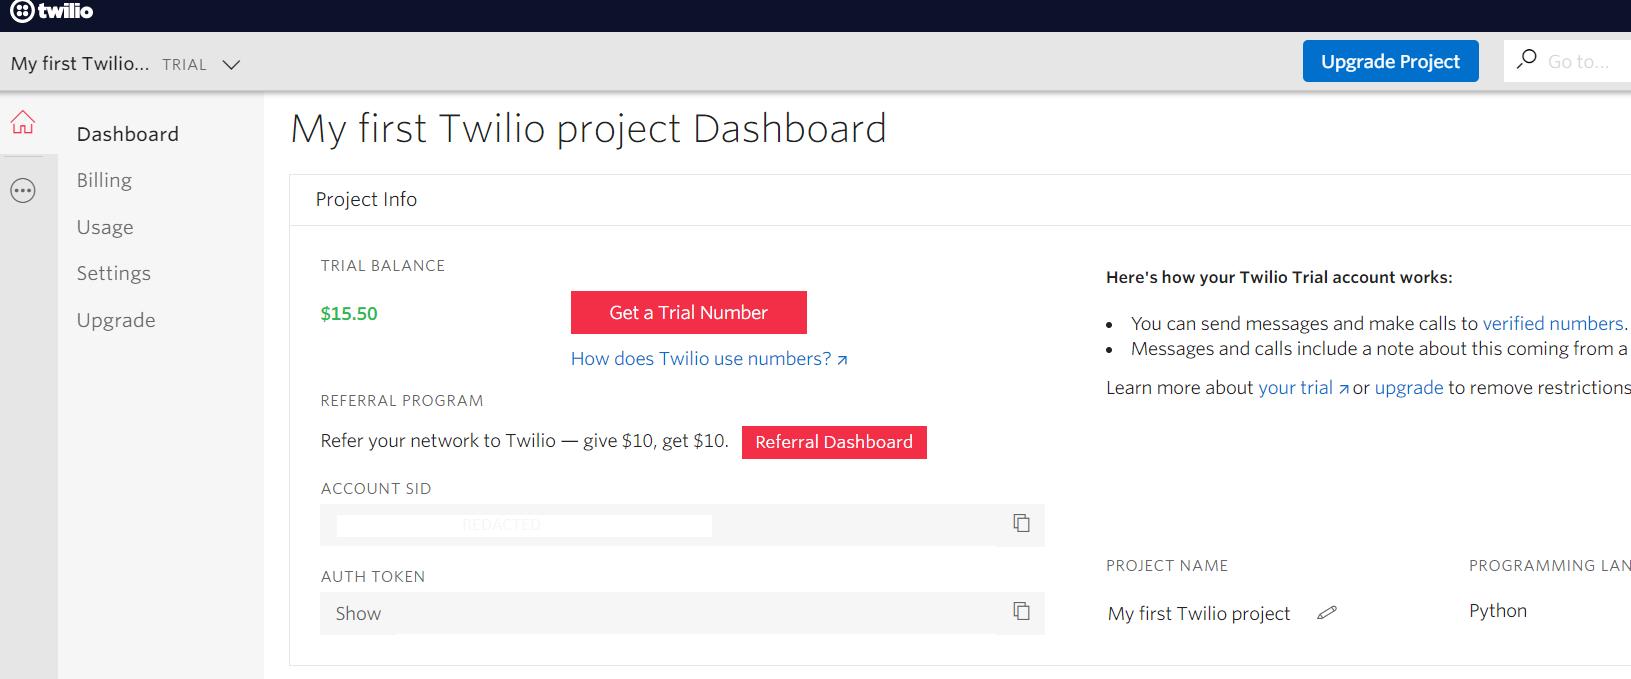 twilio
My first Twilio... TRIAL
Upgrade Project
Go to...
Dashboard
Billing
Usage
Settings
Upgrade
My first Twilio project Dashboard
Project Info
TRIAL BALANCE
$15.50
Get a Trial Number
How does Twilio use numbers?
REFERRAL PROGRAM
Refer your network to Twilio — give $10, get $10.
Referral Dashboard
ACCOUNT SID
REDACTED
AUTH TOKEN
Show
Here's how your Twilio Trial account works:
• You can send messages and make calls to verified numbers.
• Messages and calls include a note about this coming from a
Learn more about your trial or upgrade to remove restrictions
PROJECT NAME
My first Twilio project
PROGRAMMING LAN
Python